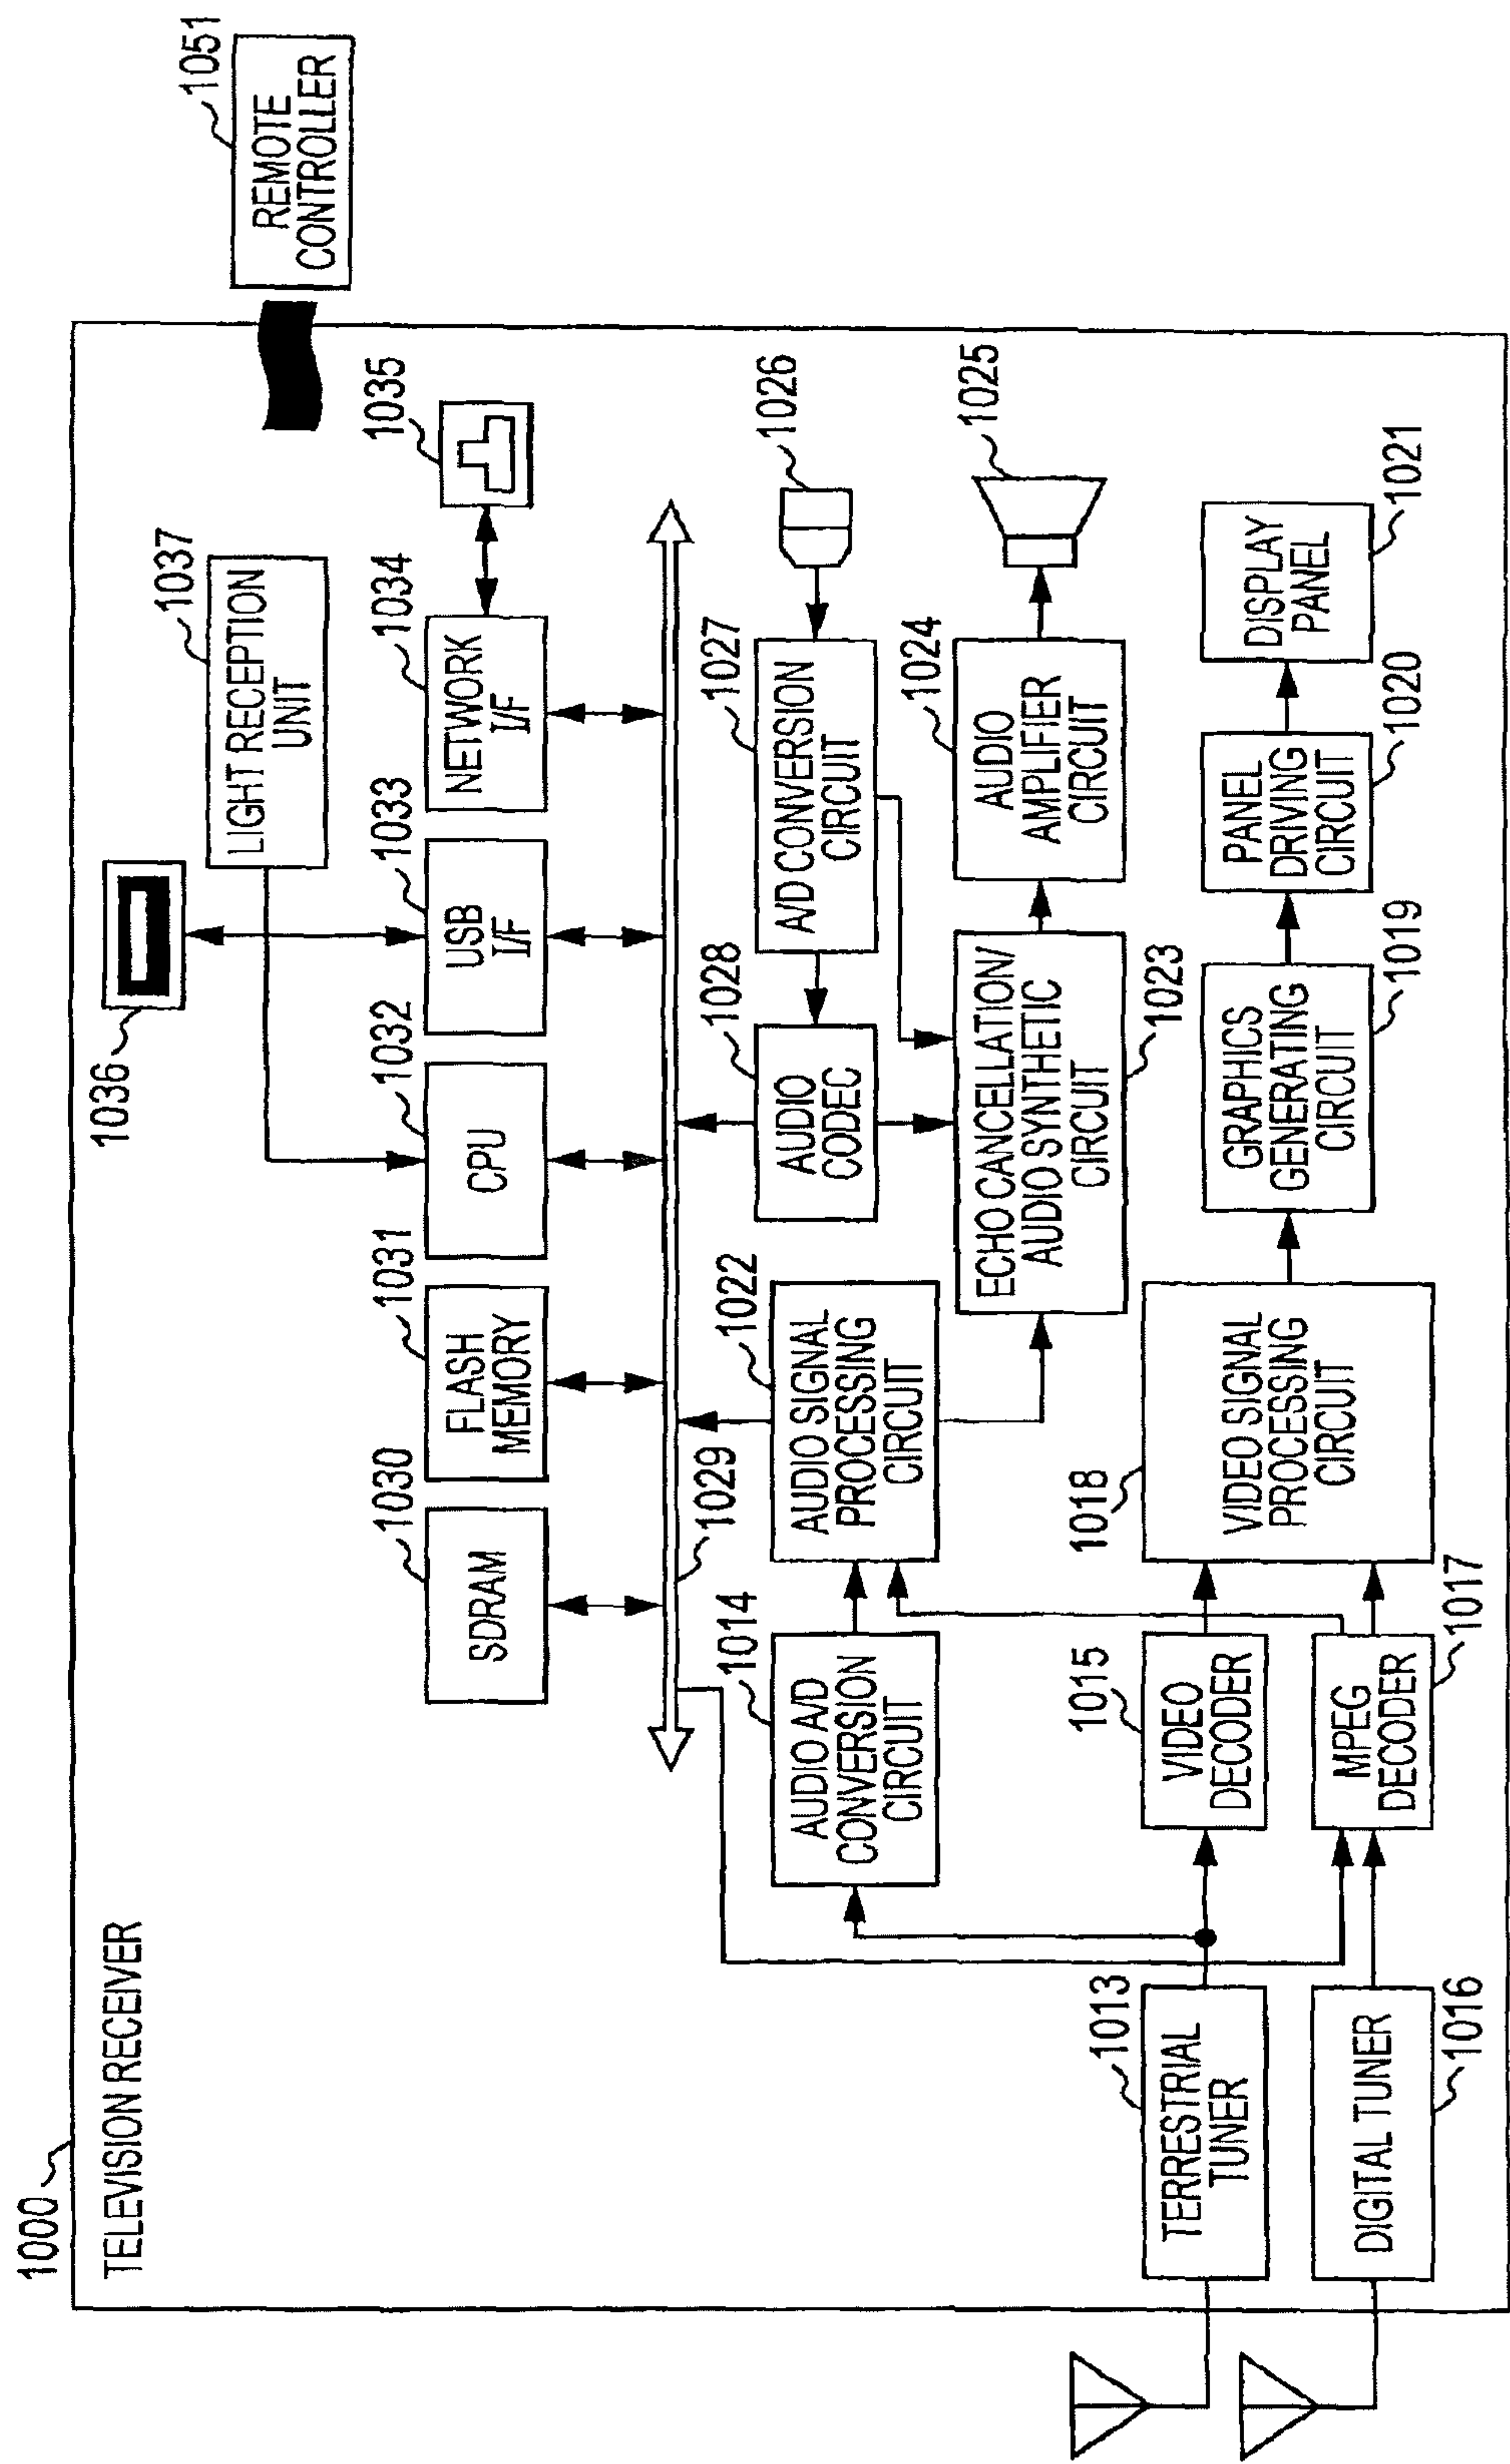 1000
TELEVISION RECEIVER
1051
REMOTE
CONTROLLER
1036
1037
LIGHT RECEPTION
UNIT
1030
SDRAM
1031
FLASH
MEMORY
1032
CPU
1033
USB
I/F
1034
NETWORK
I/F
1035
1029
1014
AUDIO A/D
CONVERSION
CIRCUIT
1022
AUDIO SIGNAL
PROCESSING
CIRCUIT
1028
AUDIO
CODEC
1027
A/D CONVERSION
CIRCUIT
1026
ECHO CANCELLATION/
AUDIO SYNTHETIC
CIRCUIT
1023
1024
AUDIO
AMPLIFIER
CIRCUIT
1025
1013
TERRESTRIAL
TUNER
1015
VIDEO
DECODER
1018
VIDEO SIGNAL
PROCESSING
CIRCUIT
GRAPHICS
GENERATING
CIRCUIT
1019
PANEL
DRIVING
CIRCUIT
1020
DISPLAY
PANEL
1021
DIGITAL TUNER
1016
MPEG
DECODER
1017